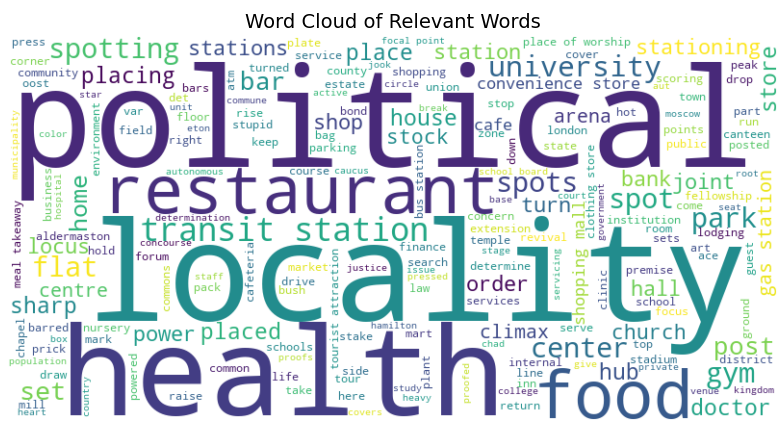 Word Cloud of Relevant Words
press
focal point
plate
place of worship
corner
spotting
stations
service
place
station
cover
stationing
store
community
turned
jook
shopping
university
peak
oost
placing
atm
county
union
convenience store
scoring
drop
bars
bar
estate
star
commune
active
circle
aut
town
part
political
unit
var
det
rise
bond
stop
arena
hot
moscow
run
color
field
floor
eton
stupid
shop
house
break
cafe
london
points
canteen
municipality
environment
right
keep
bag
stock
zone
state
public
posted
parking
down
business
hospital
home
autonomous
course
caucus
school board
bank
joint
root
restaurant
bus station
spots
clothing store
court
government
spot
fellowship
come
seat
base
turn
institution
park
gas station
meal takeaway
aldermaston
determination
concern
room
lodging
transit station
extension
temple
revival
sets
art
ace
guest
locus
hold
concourse
forum
cafeteria
finance
stage
shopping mall
flat
locality
commons
market
justice
search
issue
determine
servicing
premise
centre
staff
pack
drive
bush
tourist attraction
law
pressed
order
clinic
hall
school
focus
ground
sharp
services
chapel
barred
nursery
power
placed
stake
hamilton
mart
climax
serve
church
post
box
mark
schools
proofs
chad
center
top
stadium
district
population
prick
powered
common
side
plant
internal
hub
private
health
draw
life
tour
line
gym
set
country
here
study
inn
give
food
venue
kingdom
mill
raise
take
proofed
college
heart
covers
heavy
return
doctor